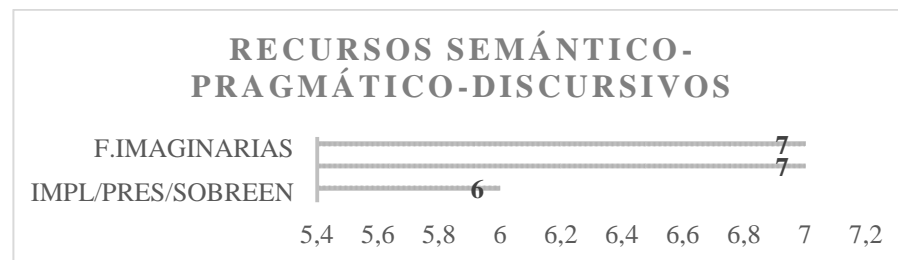 RECURSOS SEMÁNTICO-
PRAGMÁTICO-DISCURSIVOS
F.IMAGINARIAS
7
7
IMPL/PRES/SOBREEN
6
5,4 5,6 5,8 6 6,2 6,4 6,6 6,8 7 7,2